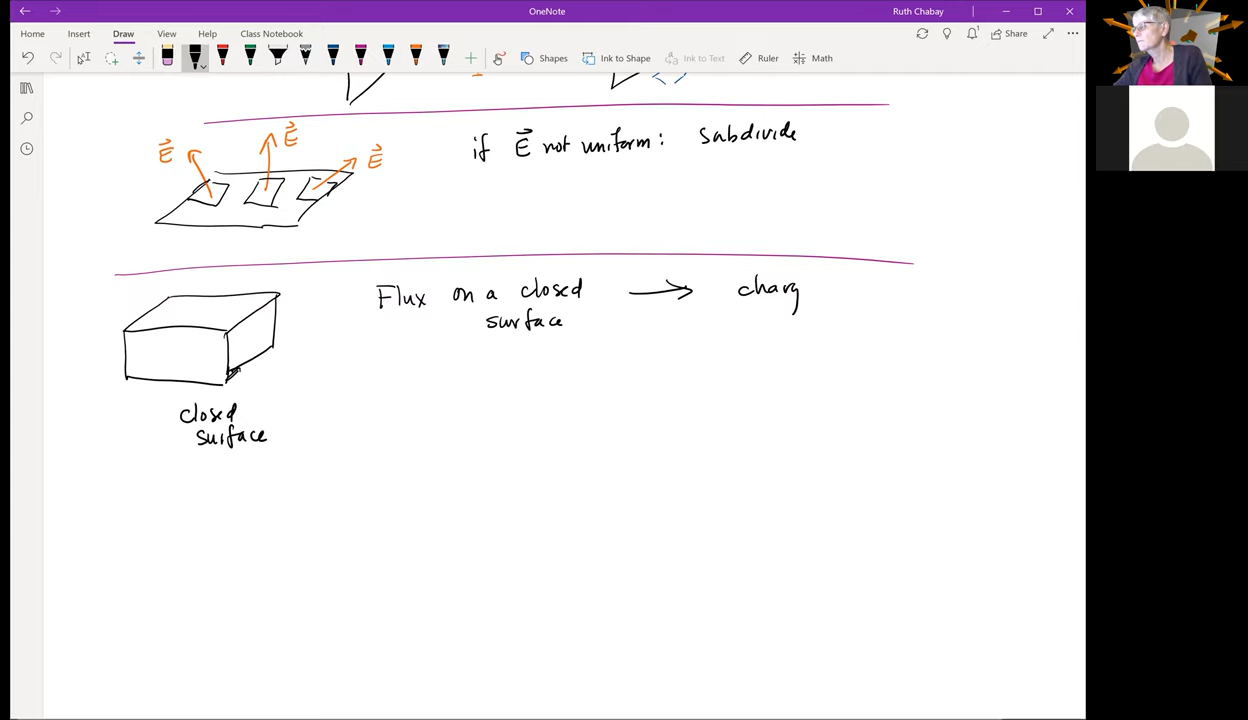 OneNote
Ruth Chabay
Home Insert Draw View Help Class Notebook
Share
Shapes Ink to Shape Ink to Text Ruler Math
E E E
if E not uniform: subdivide
Flux on a closed surface → charg
closed
surface